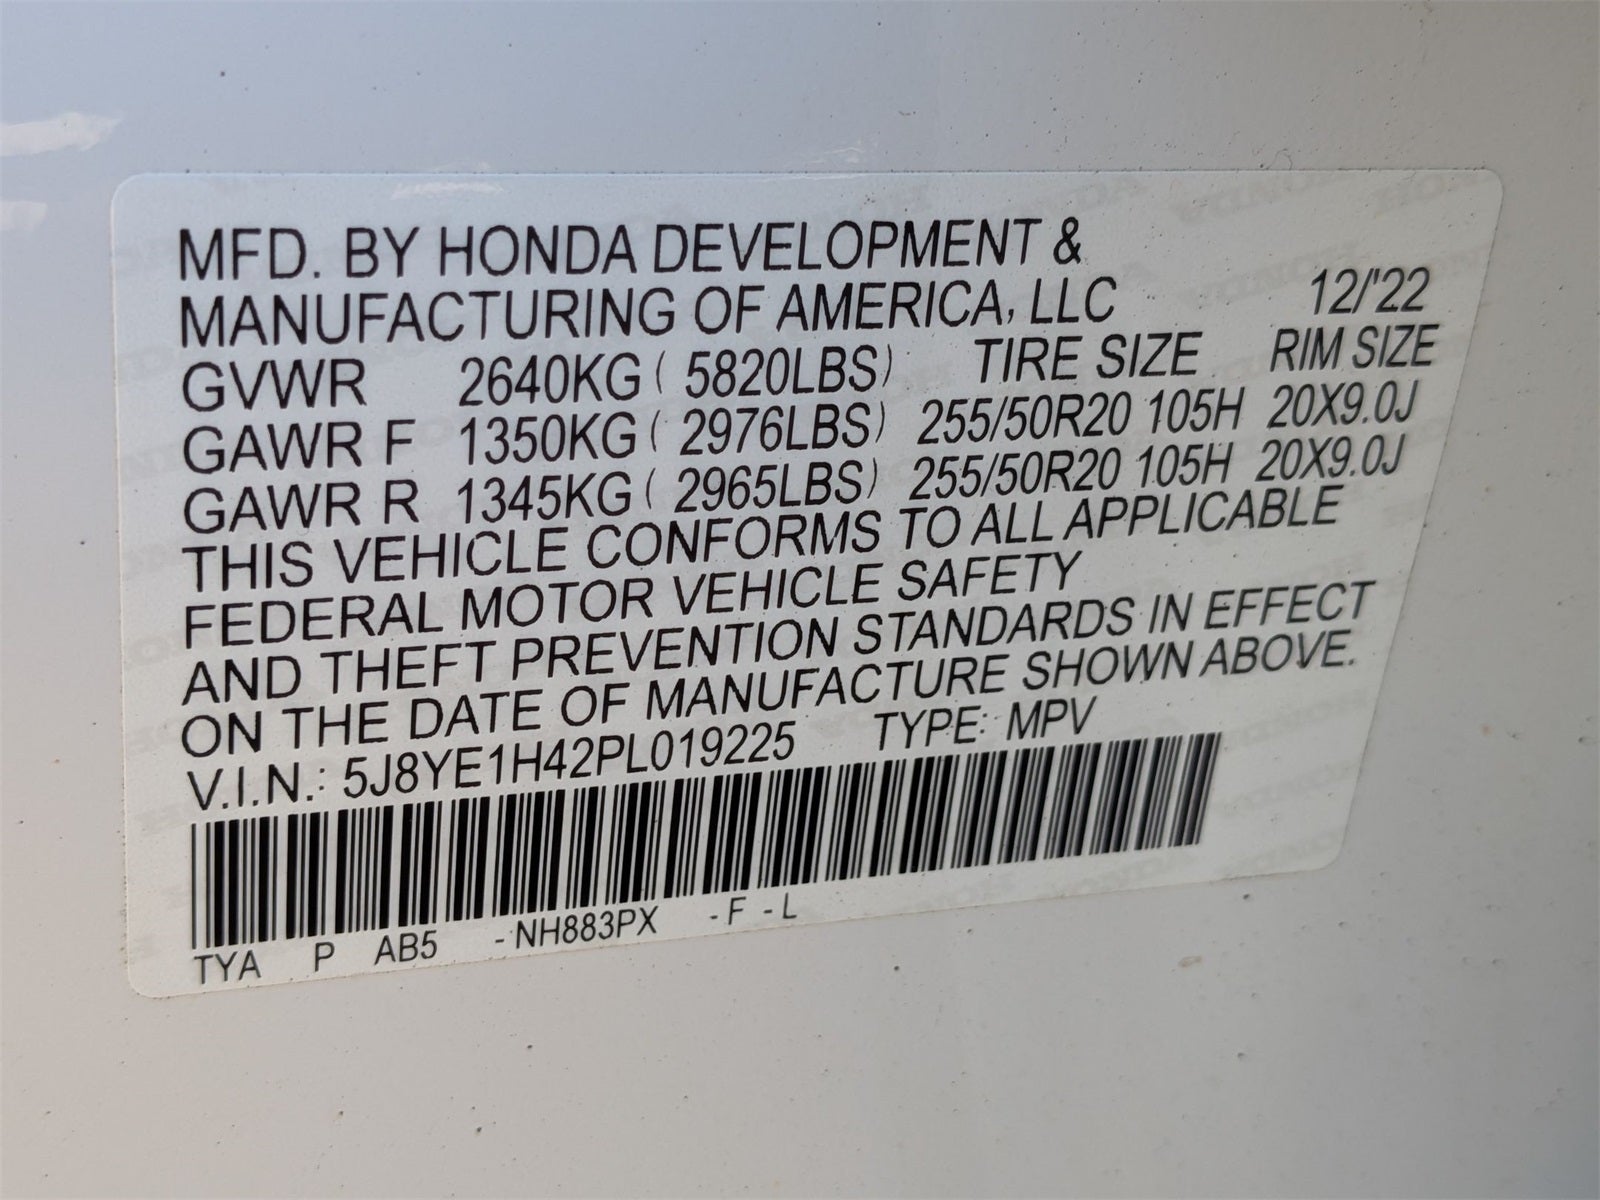 MFD. BY HONDA DEVELOPMENT &
MANUFACTURING OF AMERICA, LLC 12/'22
GVWR 2640KG ( 5820LBS) TIRE SIZE RIM SIZE
GAWR F 1350KG ( 2976LBS) 255/50R20 105H 20X9.0J
GAWR R 1345KG ( 2965LBS) 255/50R20 105H 20X9.0J
THIS VEHICLE CONFORMS TO ALL APPLICABLE
FEDERAL MOTOR VEHICLE SAFETY
AND THEFT PREVENTION STANDARDS IN EFFECT
ON THE DATE OF MANUFACTURE SHOWN ABOVE.
V.I.N.: 5J8YE1H42PL019225 TYPE: MPV
TYA P AB5 -NH883PX -F -L